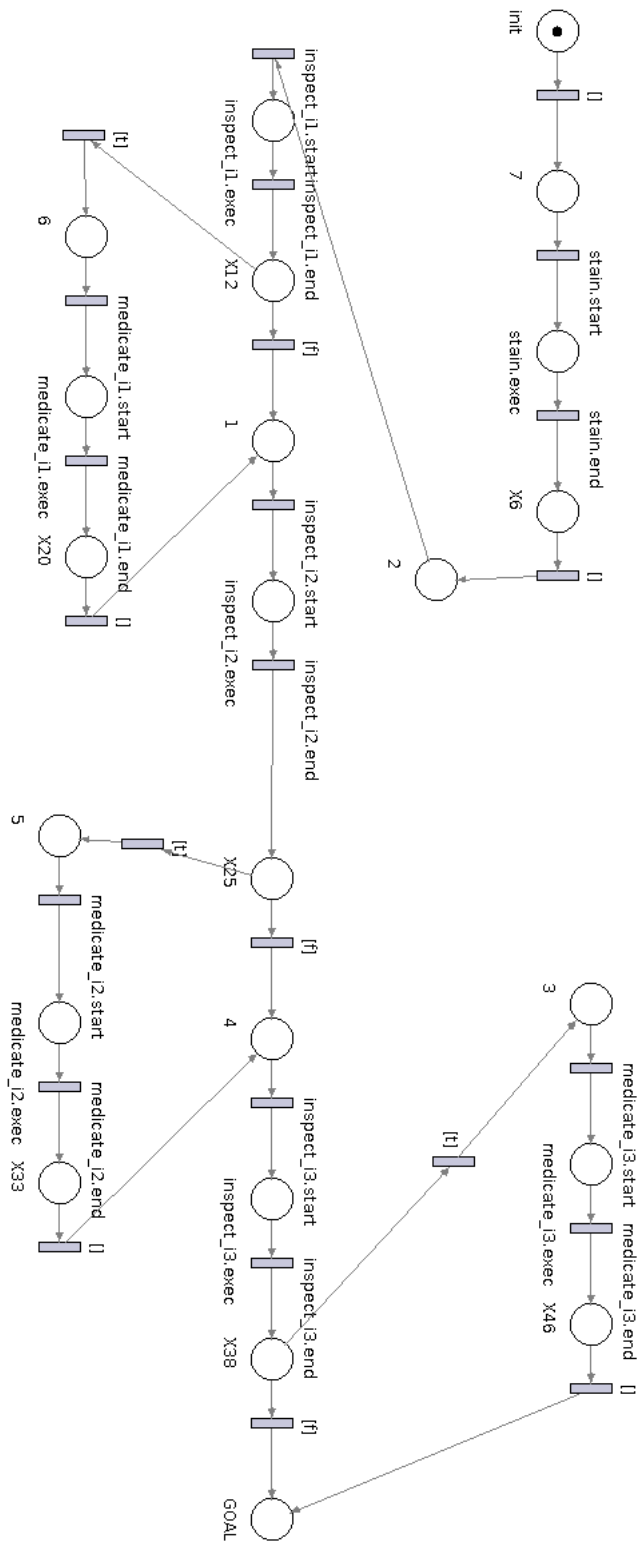 init
[]
7
stain.start
stain.exec
stain.end
X6
[]
2
inspect_i1.start
inspect_i1.exec
inspect_i1.end
X12
[t]
6
medicate_i1.start
medicate_i1.exec
medicate_i1.end
X20
[]
[f]
1
inspect_i2.start
inspect_i2.exec
inspect_i2.end
X25
[t]
5
medicate_i2.start
medicate_i2.exec
medicate_i2.end
X33
[]
[f]
4
inspect_i3.start
inspect_i3.exec
inspect_i3.end
X38
[t]
3
medicate_i3.start
medicate_i3.exec
medicate_i3.end
X46
[]
[f]
GOAL